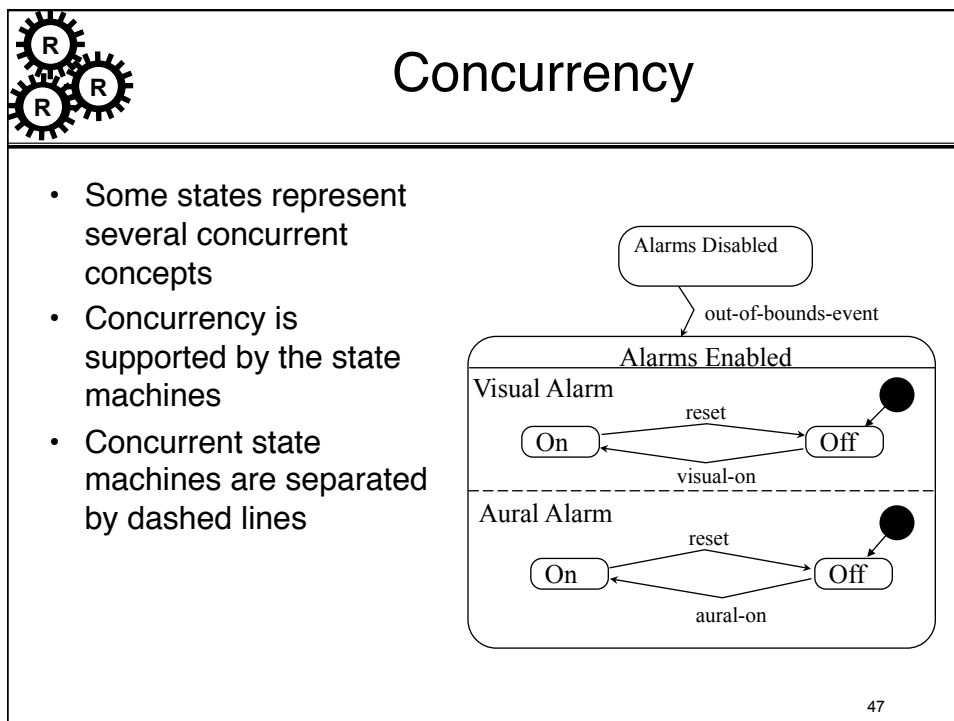 R
R
R
Concurrency
• Some states represent
several concurrent
concepts
• Concurrency is
supported by the state
machines
• Concurrent state
machines are separated
by dashed lines
Alarms Disabled
out-of-bounds-event
Alarms Enabled
Visual Alarm
reset
On
Off
visual-on
Aural Alarm
reset
On
Off
aural-on
47